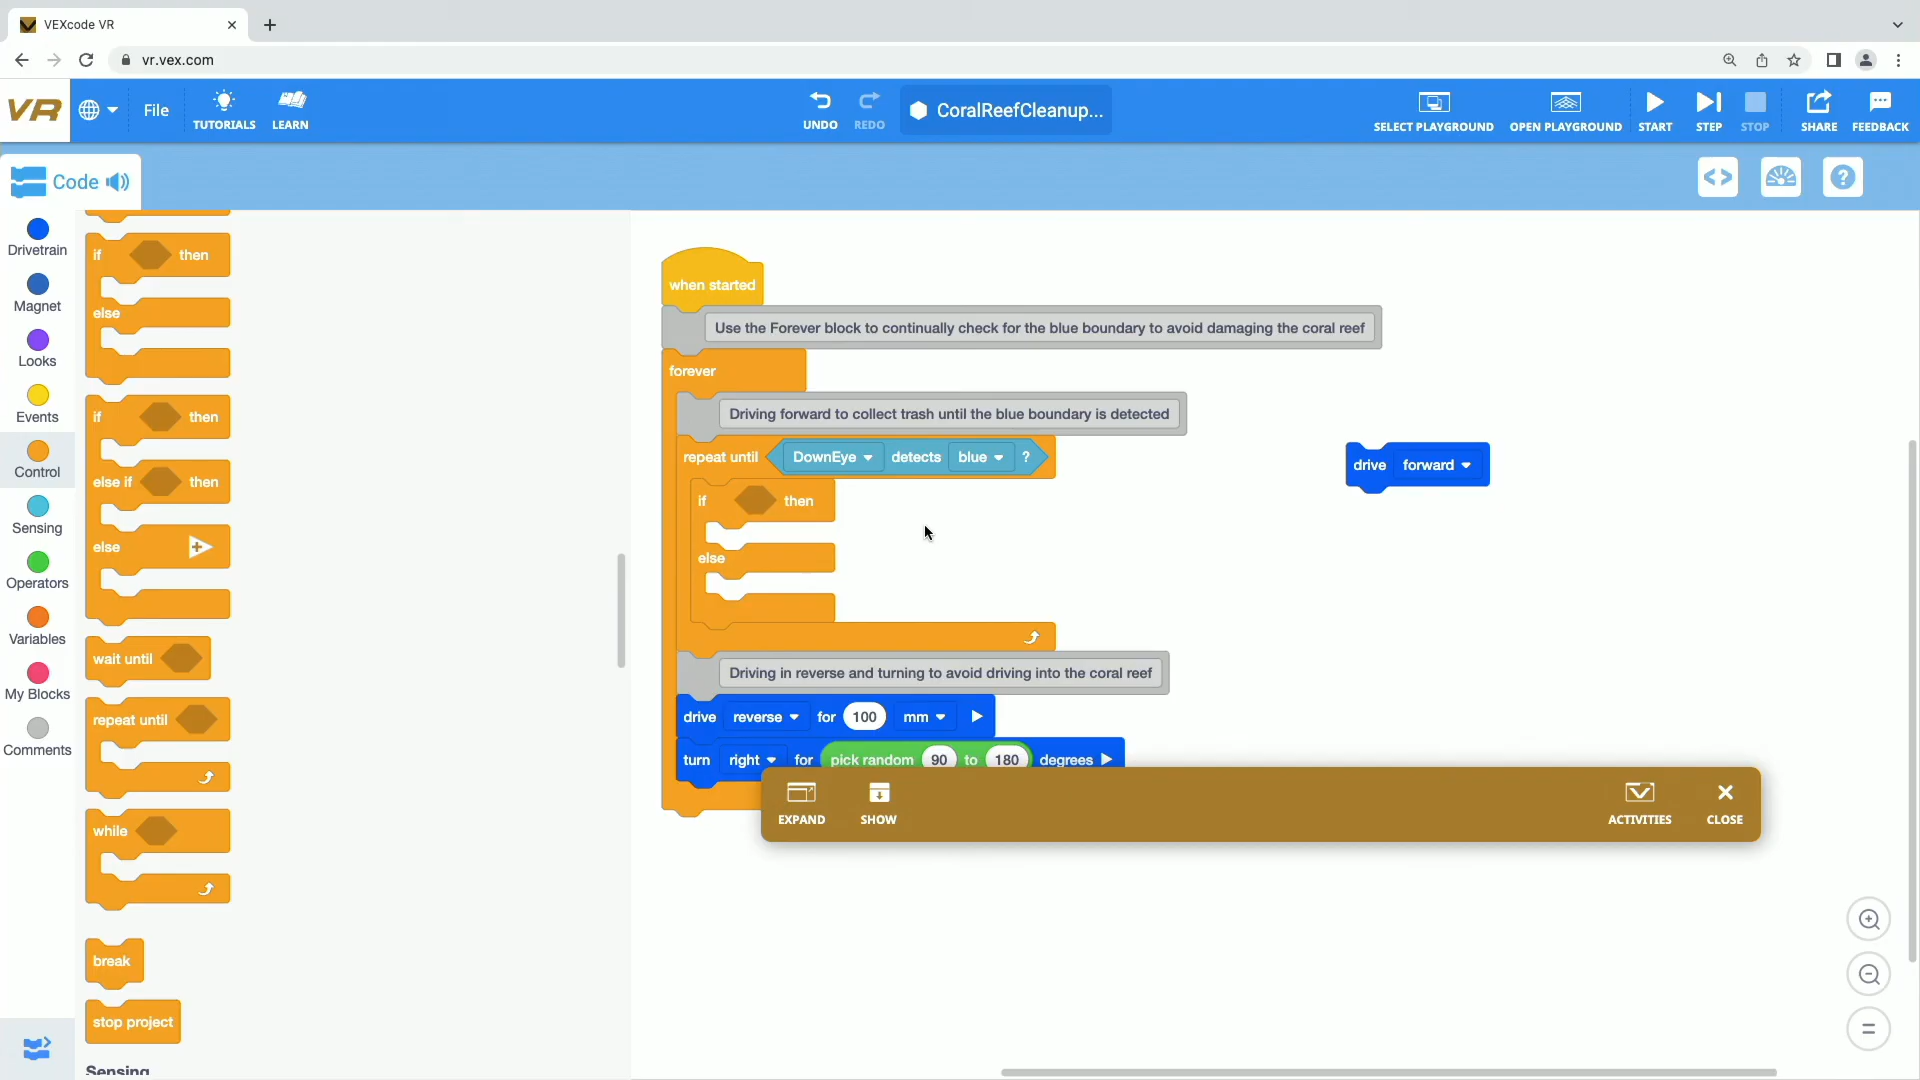 VEXcode VR
vr.vex.com
VR
File
TUTORIALS
LEARN
UNDO
REDO
CoralReefCleanup...
SELECT PLAYGROUND
OPEN PLAYGROUND
START
STEP
STOP
SHARE
FEEDBACK
Code
Drivetrain
Magnet
Looks
Events
Control
Sensing
Operators
Variables
My Blocks
Comments
if then
else
if then
else if then
else
wait until
repeat until
while
break
stop project
Sensing
when started
Use the Forever block to continually check for the blue boundary to avoid damaging the coral reef
forever
Driving forward to collect trash until the blue boundary is detected
repeat until DownEye detects blue ?
if then
else
Driving in reverse and turning to avoid driving into the coral reef
drive reverse for 100 mm
turn right for pick random 90 to 180 degrees
drive forward
EXPAND
SHOW
ACTIVITIES
CLOSE